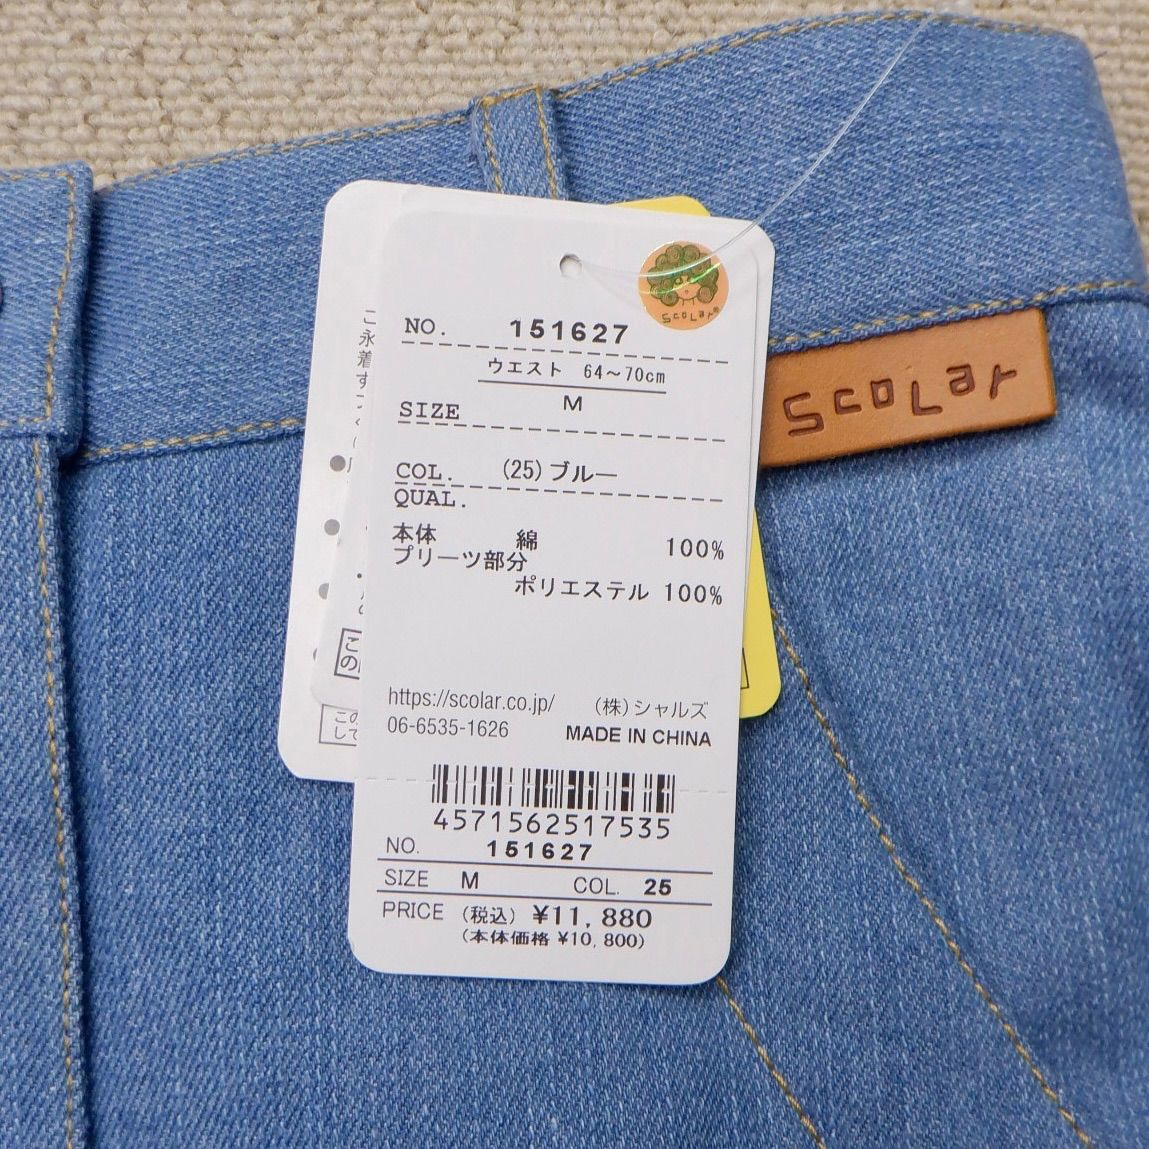 scolar
NO. 151627
ウエスト 64～70cm
SIZE M
COL. (25)ブルー
QUAL.
本体 綿 100%
プリーツ部分
ポリエステル 100%
https://scolar.co.jp/ (株)シャルズ
06-6535-1626 MADE IN CHINA
4571562517535
NO. 151627
SIZE M COL. 25
PRICE (税込) ¥11,880
(本体価格 ¥10,800)
scolar